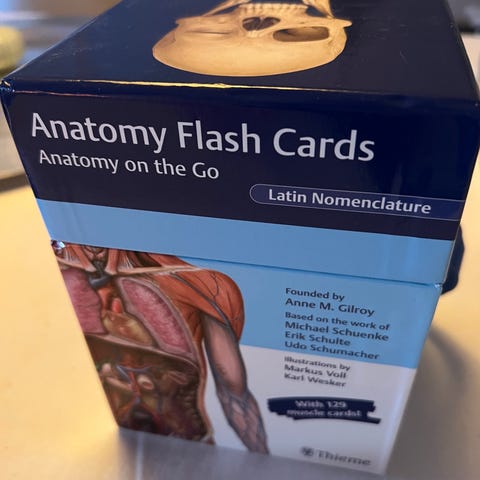 Anatomy Flash Cards
Anatomy on the Go
Latin Nomenclature
Founded by
Anne M. Gilroy
Based on the work of
Michael Schuenke
Erik Schulte
Udo Schumacher
Illustrations by
Markus Voll
Karl Wesker
With 129
muscle cards!
Thieme